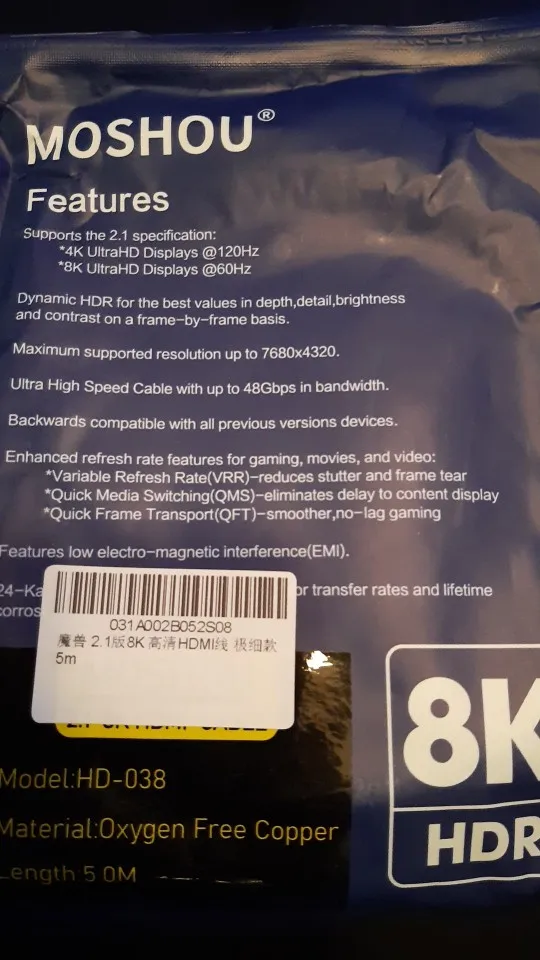 MOSHOU®
Features
Supports the 2.1 specification:
*4K UltraHD Displays @120Hz
*8K UltraHD Displays @60Hz
Dynamic HDR for the best values in depth,detail,brightness
and contrast on a frame-by-frame basis.
Maximum supported resolution up to 7680x4320.
Ultra High Speed Cable with up to 48Gbps in bandwidth.
Backwards compatible with all previous versions devices.
Enhanced refresh rate features for gaming, movies, and video:
*Variable Refresh Rate(VRR)-reduces stutter and frame tear
*Quick Media Switching(QMS)-eliminates delay to content display
*Quick Frame Transport(QFT)-smoother,no-lag gaming
Features low electro-magnetic interference(EMI).
24-Ka
or transfer rates and lifetime
corros
031A002B052S08
魔兽 2.1版8K 高清HDMI线 极细款
5m
8K
HDR
Model:HD-038
Material:Oxygen Free Copper
Length:5.0M